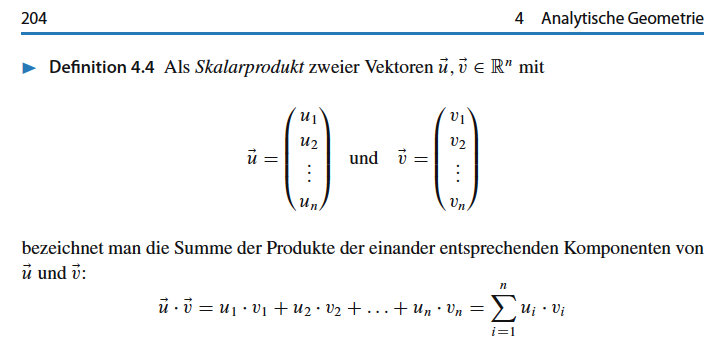 204 4 Analytische Geometrie
▶ Definition 4.4 Als Skalarprodukt zweier Vektoren u⃗, v⃗ ∈ ℝⁿ mit
u⃗ = (u₁ u₂ ⋮ uₙ) und v⃗ = (v₁ v₂ ⋮ vₙ)
bezeichnet man die Summe der Produkte der einander entsprechenden Komponenten von
u⃗ und v⃗:
u⃗ · v⃗ = u₁ · v₁ + u₂ · v₂ + . . . + uₙ · vₙ = ∑ⁿᵢ₌₁ uᵢ · vᵢ